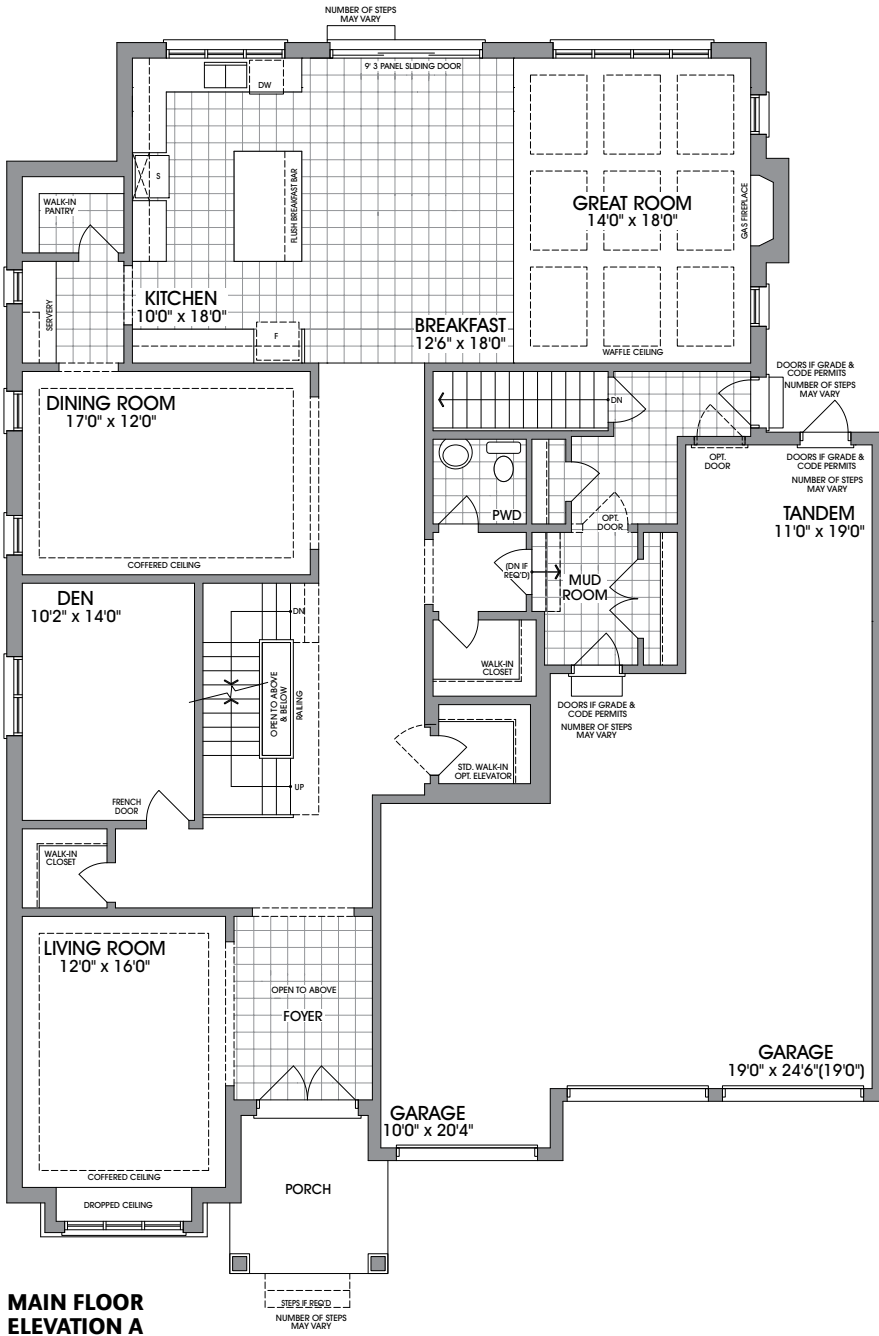 NUMBER OF STEPS
MAY VARY
9' 3 PANEL SLIDING DOOR
DW
S
WALK-IN
PANTRY
FLUSH BREAKFAST BAR
GREAT ROOM
14'0" x 18'0"
GAS FIREPLACE
SERVERY
KITCHEN
10'0" x 18'0"
F
BREAKFAST
12'6" x 18'0"
WAFFLE CEILING
DOORS IF GRADE &
CODE PERMITS
NUMBER OF STEPS
MAY VARY
DINING ROOM
17'0" x 12'0"
DN
OPT.
DOOR
DOORS IF GRADE &
CODE PERMITS
NUMBER OF STEPS
MAY VARY
PWD
OPT.
DOOR
TANDEM
11'0" x 19'0"
COFFERED CEILING
(DN IF
REQ'D)
MUD
ROOM
DEN
10'2" x 14'0"
DN
OPEN TO ABOVE
& BELOW
RAILING
UP
WALK-IN
CLOSET
DOORS IF GRADE &
CODE PERMITS
NUMBER OF STEPS
MAY VARY
STD. WALK-IN
OPT. ELEVATOR
FRENCH
DOOR
WALK-IN
CLOSET
LIVING ROOM
12'0" x 16'0"
OPEN TO ABOVE
FOYER
GARAGE
19'0" x 24'6"(19'0")
GARAGE
10'0" x 20'4"
COFFERED CEILING
DROPPED CEILING
PORCH
STEPS IF REQ'D
NUMBER OF STEPS
MAY VARY
MAIN FLOOR
ELEVATION A